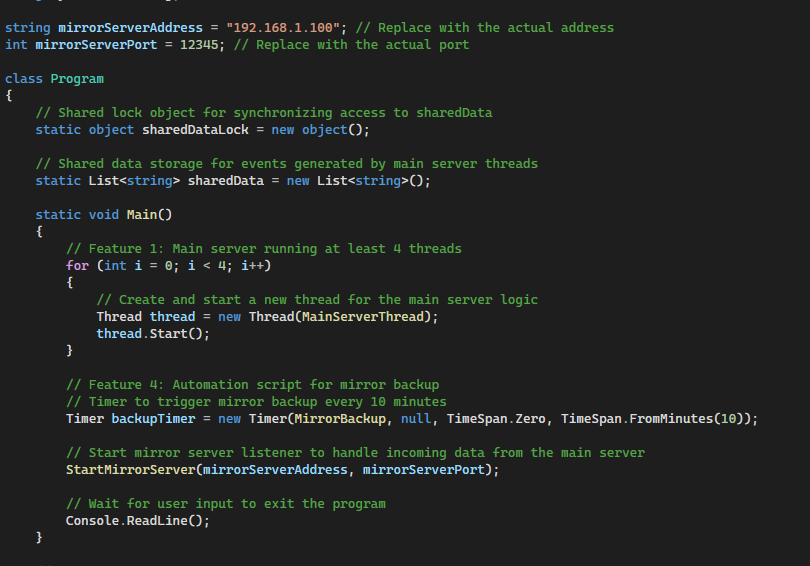 string mirrorServerAddress = "192.168.1.100"; // Replace with the actual address
int mirrorServerPort = 12345; // Replace with the actual port
class Program
{
// Shared lock object for synchronizing access to sharedData
static object sharedDataLock = new object();
// Shared data storage for events generated by main server threads
static List<string> sharedData = new List<string>();
static void Main()
{
// Feature 1: Main server running at least 4 threads
for (int i = 0; i < 4; i++)
{
// Create and start a new thread for the main server logic
Thread thread = new Thread(MainServerThread);
thread.Start();
}
// Feature 4: Automation script for mirror backup
// Timer to trigger mirror backup every 10 minutes
Timer backupTimer = new Timer(MirrorBackup, null, TimeSpan.Zero, TimeSpan.FromMinutes(10));
// Start mirror server listener to handle incoming data from the main server
StartMirrorServer(mirrorServerAddress, mirrorServerPort);
// Wait for user input to exit the program
Console.ReadLine();
}